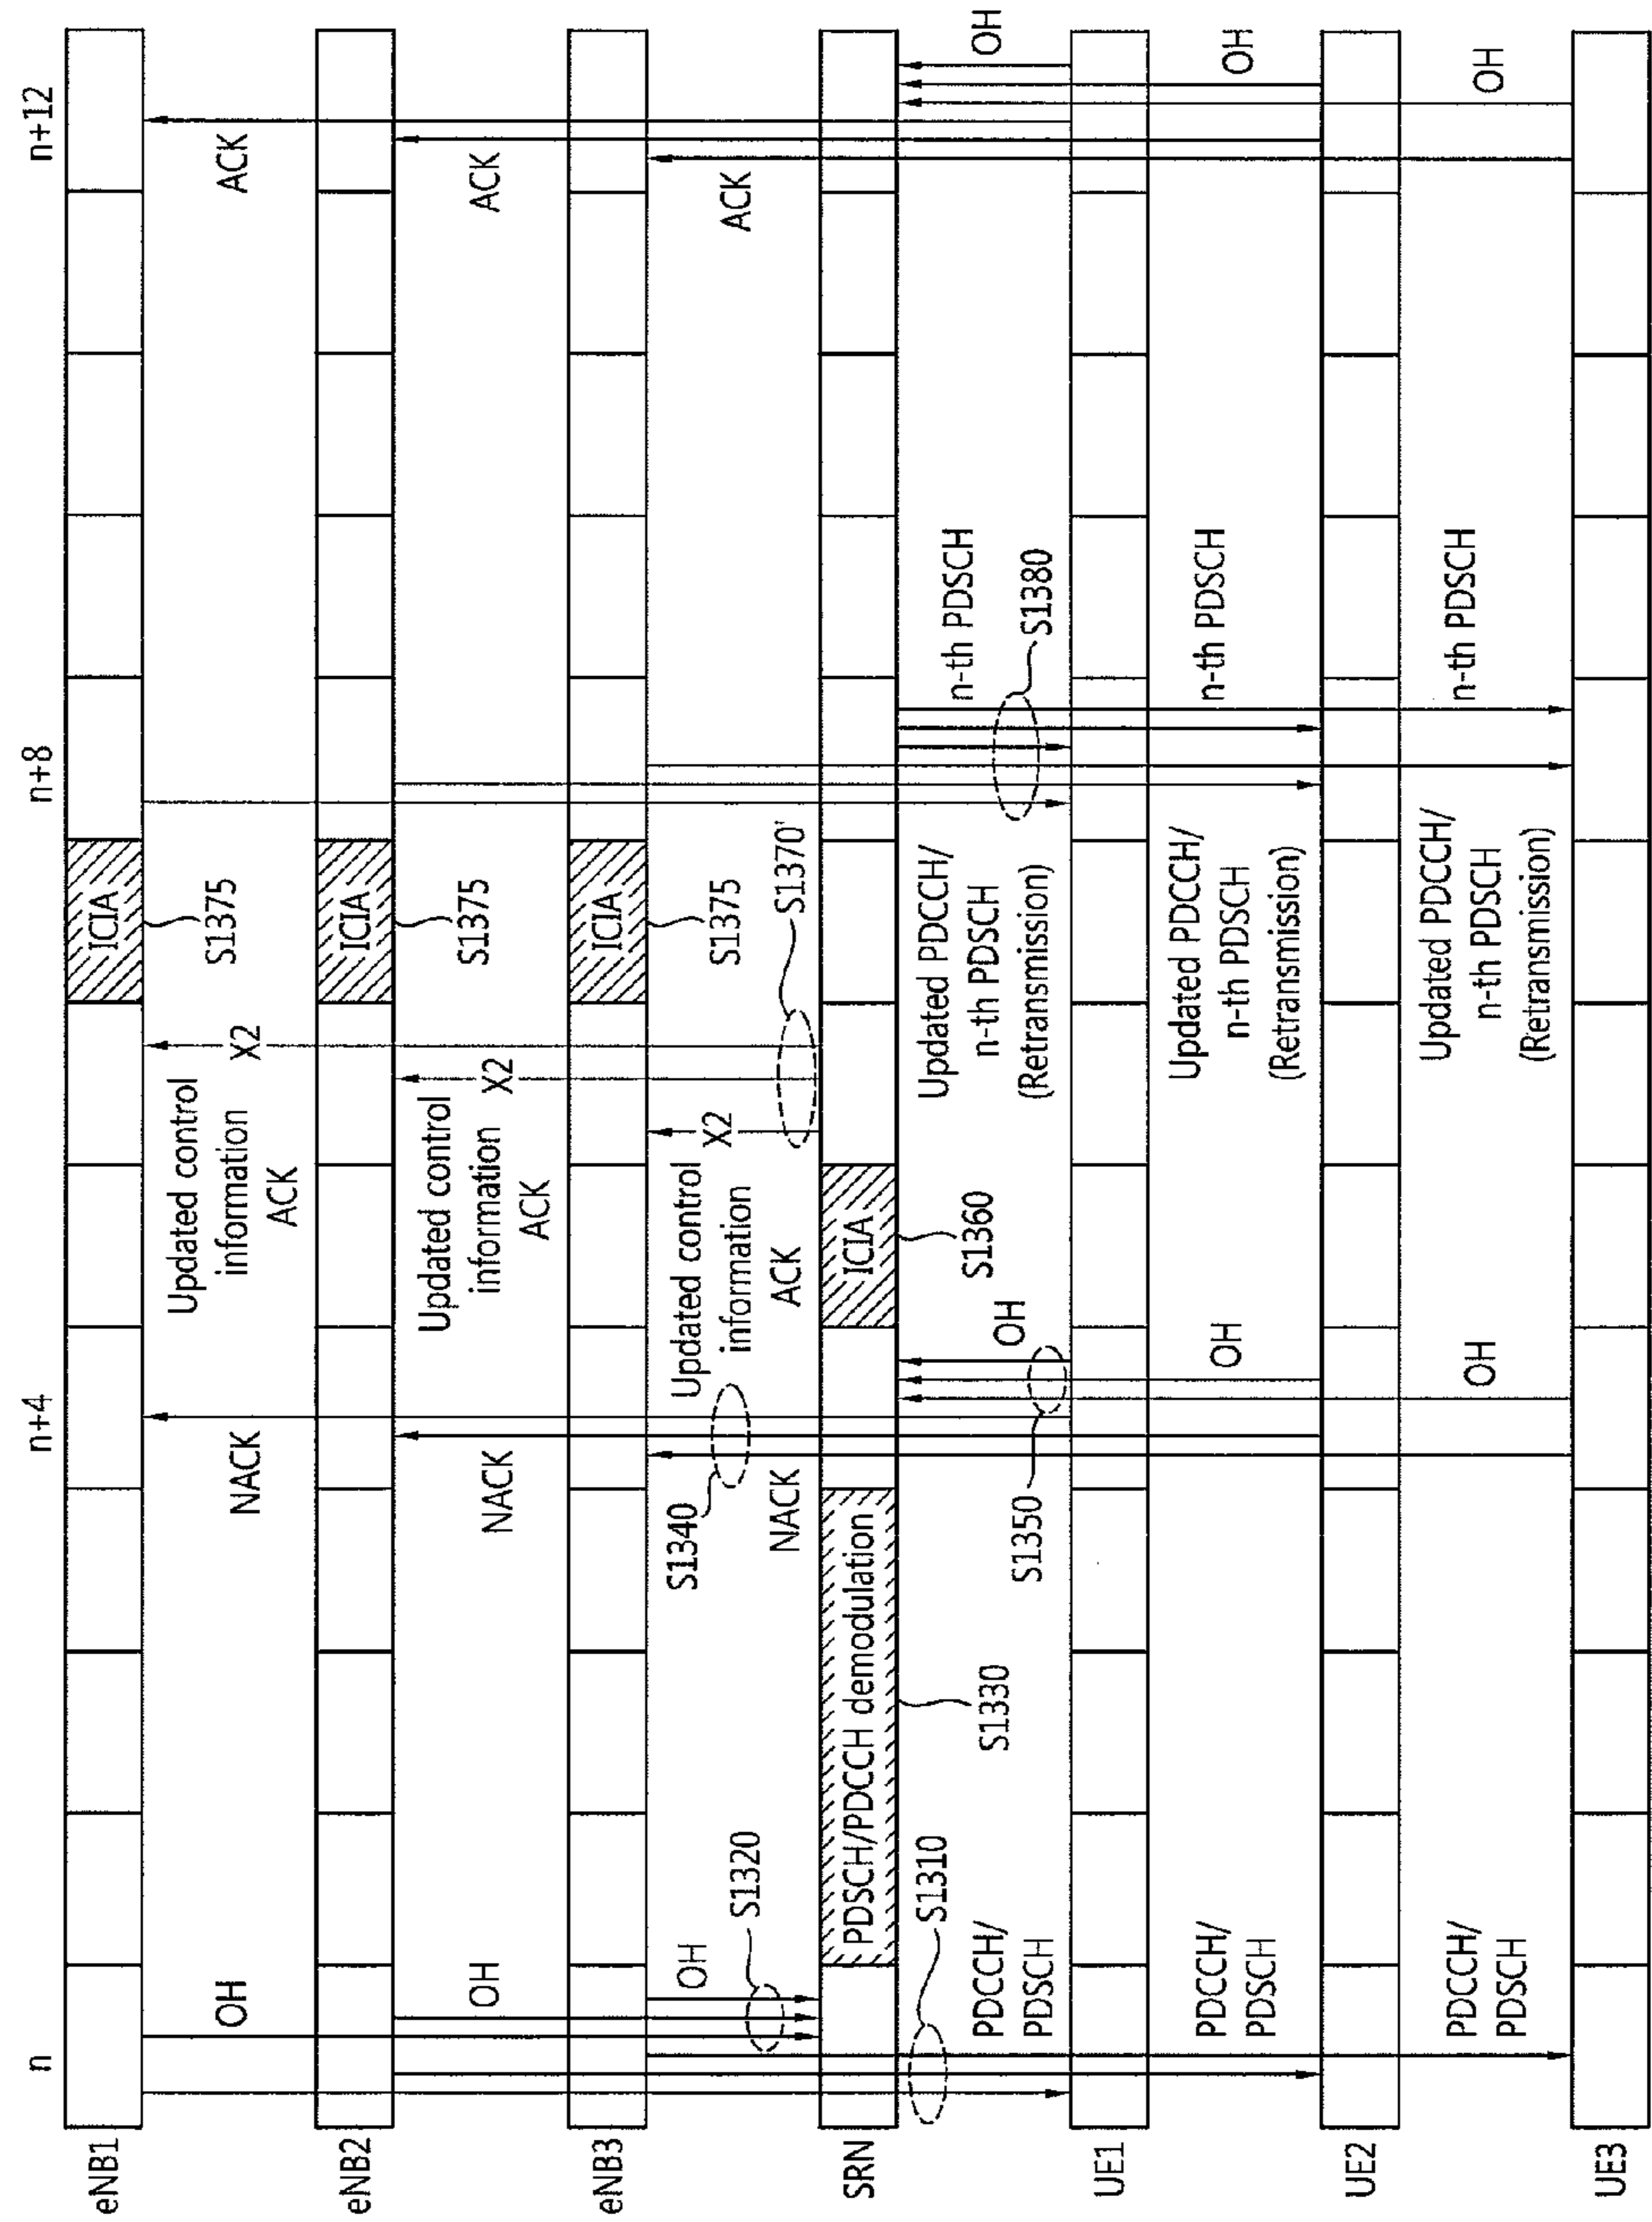 n
n+4
n+8
n+12
eNB1
ICIA
OH
NACK
Updated control
information
ACK
X2
S1375
ACK
eNB2
ICIA
OH
NACK
Updated control
information
ACK
X2
S1375
ACK
eNB3
ICIA
OH
S1320
S1340
NACK
Updated control
information
ACK
X2
S1370'
S1375
ACK
SRN
PDSCH/PDCCH demodulation
ICIA
S1310
PDCCH/
PDSCH
S1330
S1350
OH
S1360
Updated PDCCH/
n-th PDSCH
(Retransmission)
n-th PDSCH
S1380
OH
UE1
PDCCH/
PDSCH
OH
Updated PDCCH/
n-th PDSCH
(Retransmission)
n-th PDSCH
OH
UE2
PDCCH/
PDSCH
OH
Updated PDCCH/
n-th PDSCH
(Retransmission)
n-th PDSCH
OH
UE3